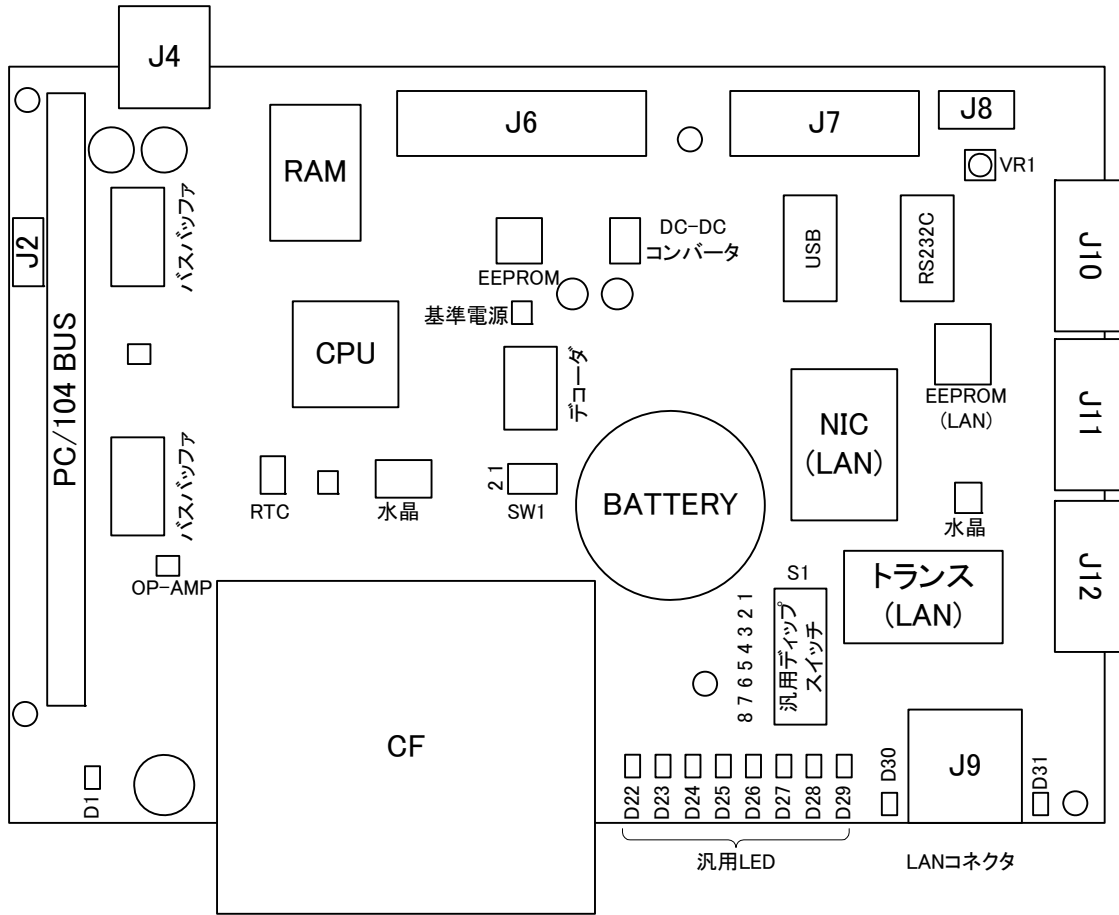 J4
J6
J7
J8
RAM
VR1
バスバッファ
J2
USB
RS232C
DC-DC
コンバータ
J10
EEPROM
基準電源
PC/104 BUS
CPU
デコーダ
EEPROM
(LAN)
NIC
(LAN)
J11
バスバッファ
RTC
水晶
2 1
SW1
BATTERY
水晶
OP-AMP
S1
トランス
(LAN)
J12
8 7 6 5 4 3 2 1
汎用ディップ
スイッチ
CF
J9
D1
D22
D23
D24
D25
D26
D27
D28
D29
D30
D31
汎用LED
LANコネクタ